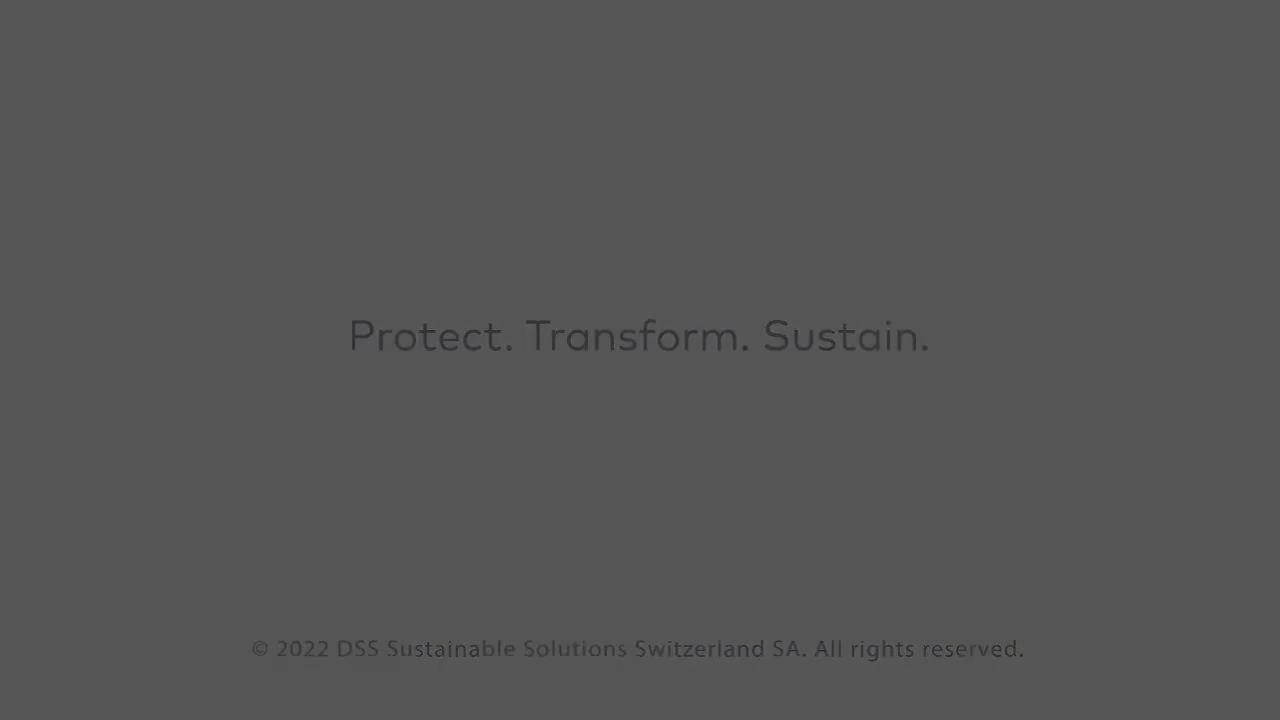 Protect. Transform. Sustain.
© 2022 DSS Sustainable Solutions Switzerland SA. All rights reserved.